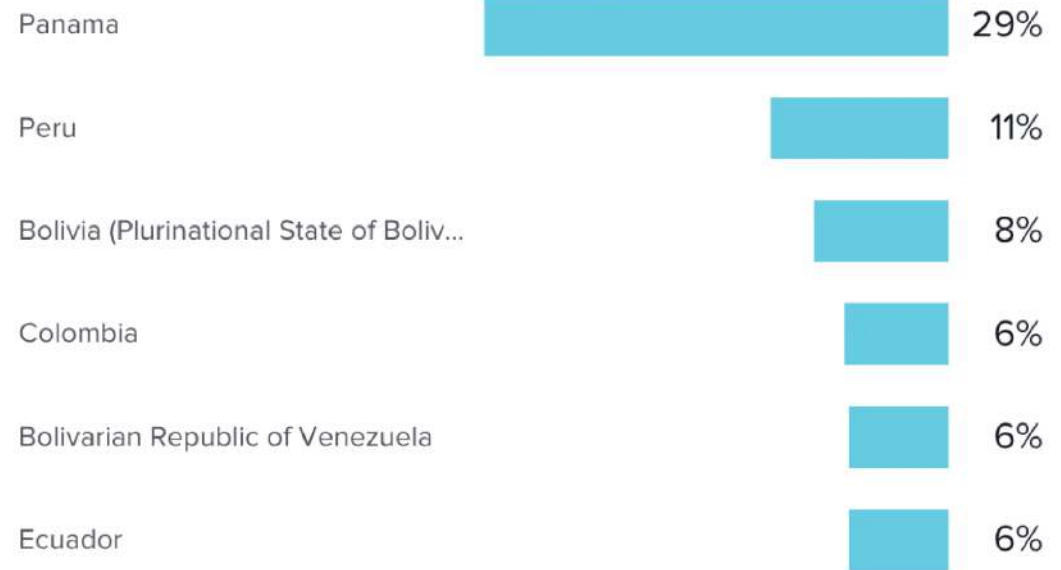 Panama 29%
Peru 11%
Bolivia (Plurinational State of Boliv... 8%
Colombia 6%
Bolivarian Republic of Venezuela 6%
Ecuador 6%